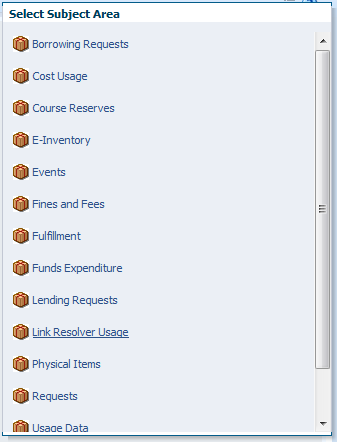 Select Subject Area
Borrowing Requests
Cost Usage
Course Reserves
E-Inventory
Events
Fines and Fees
Fulfillment
Funds Expenditure
Lending Requests
Link Resolver Usage
Physical Items
Requests
Usage Data